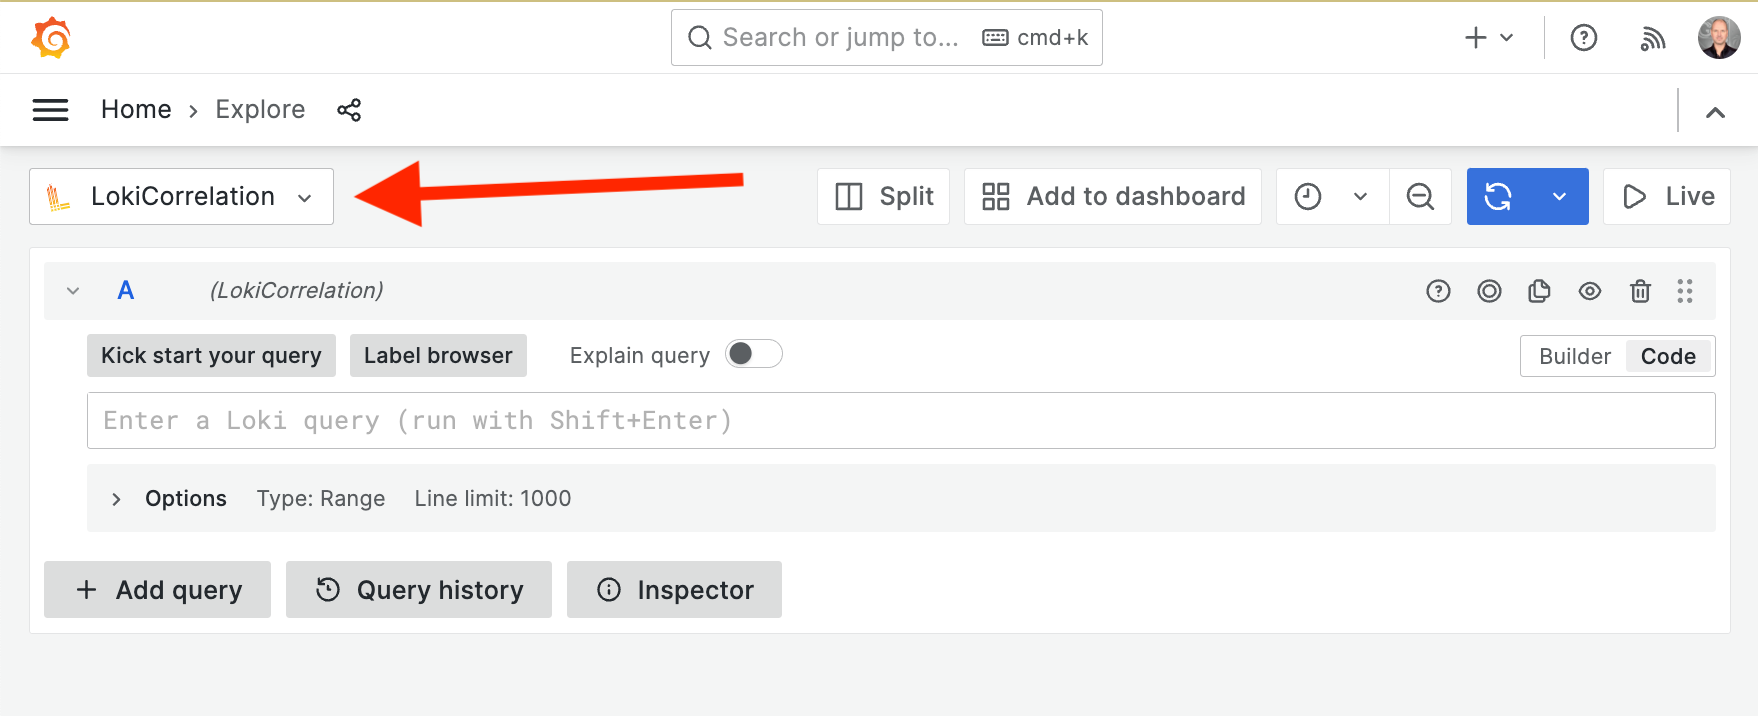 Search or jump to... cmd+k
Home › Explore
LokiCorrelation Split Add to dashboard Live
A (LokiCorrelation)
Kick start your query Label browser Explain query Builder Code
Enter a Loki query (run with Shift+Enter)
Options Type: Range Line limit: 1000
+ Add query Query history Inspector